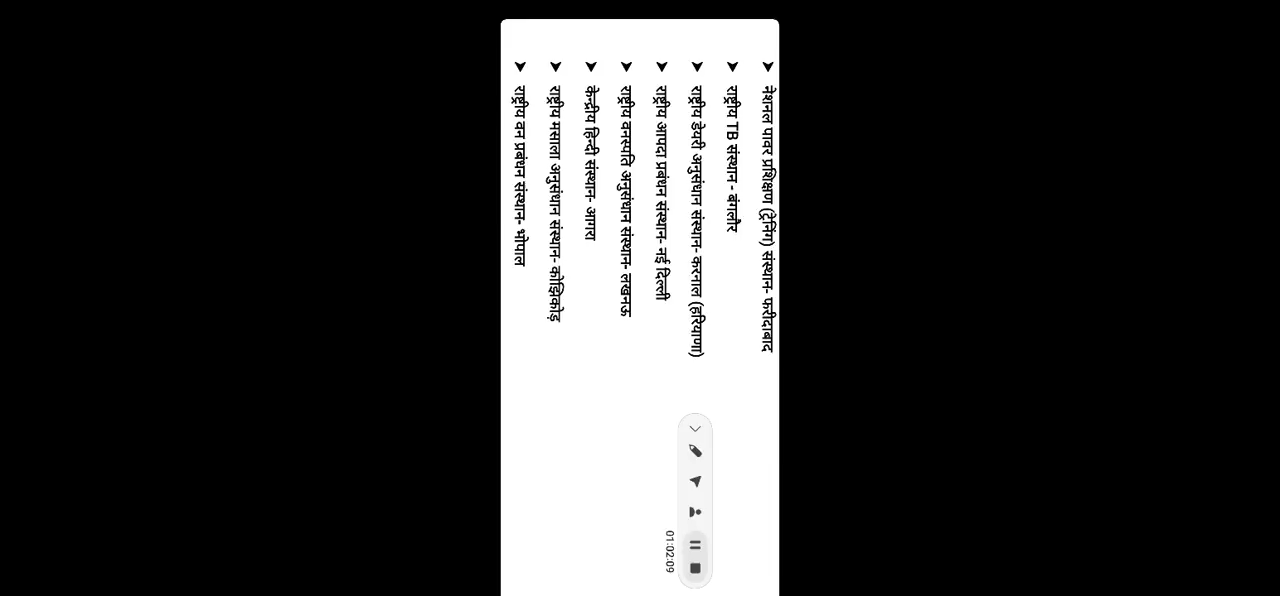 ➤ नेशनल पावर प्रशिक्षण (ट्रेनिंग) संस्थान- फरीदाबाद
➤ राष्ट्रीय TB संस्थान - बंगलौर
➤ राष्ट्रीय डेयरी अनुसंधान संस्थान- करनाल (हरियाणा)
➤ राष्ट्रीय आपदा प्रबंधन संस्थान- नई दिल्ली
➤ राष्ट्रीय वनस्पति अनुसंधान संस्थान- लखनऊ
➤ केन्द्रीय हिन्दी संस्थान- आगरा
➤ राष्ट्रीय मसाला अनुसंधान संस्थान- कोझिकोड़
➤ राष्ट्रीय वन प्रबंधन संस्थान- भोपाल
01:02:09